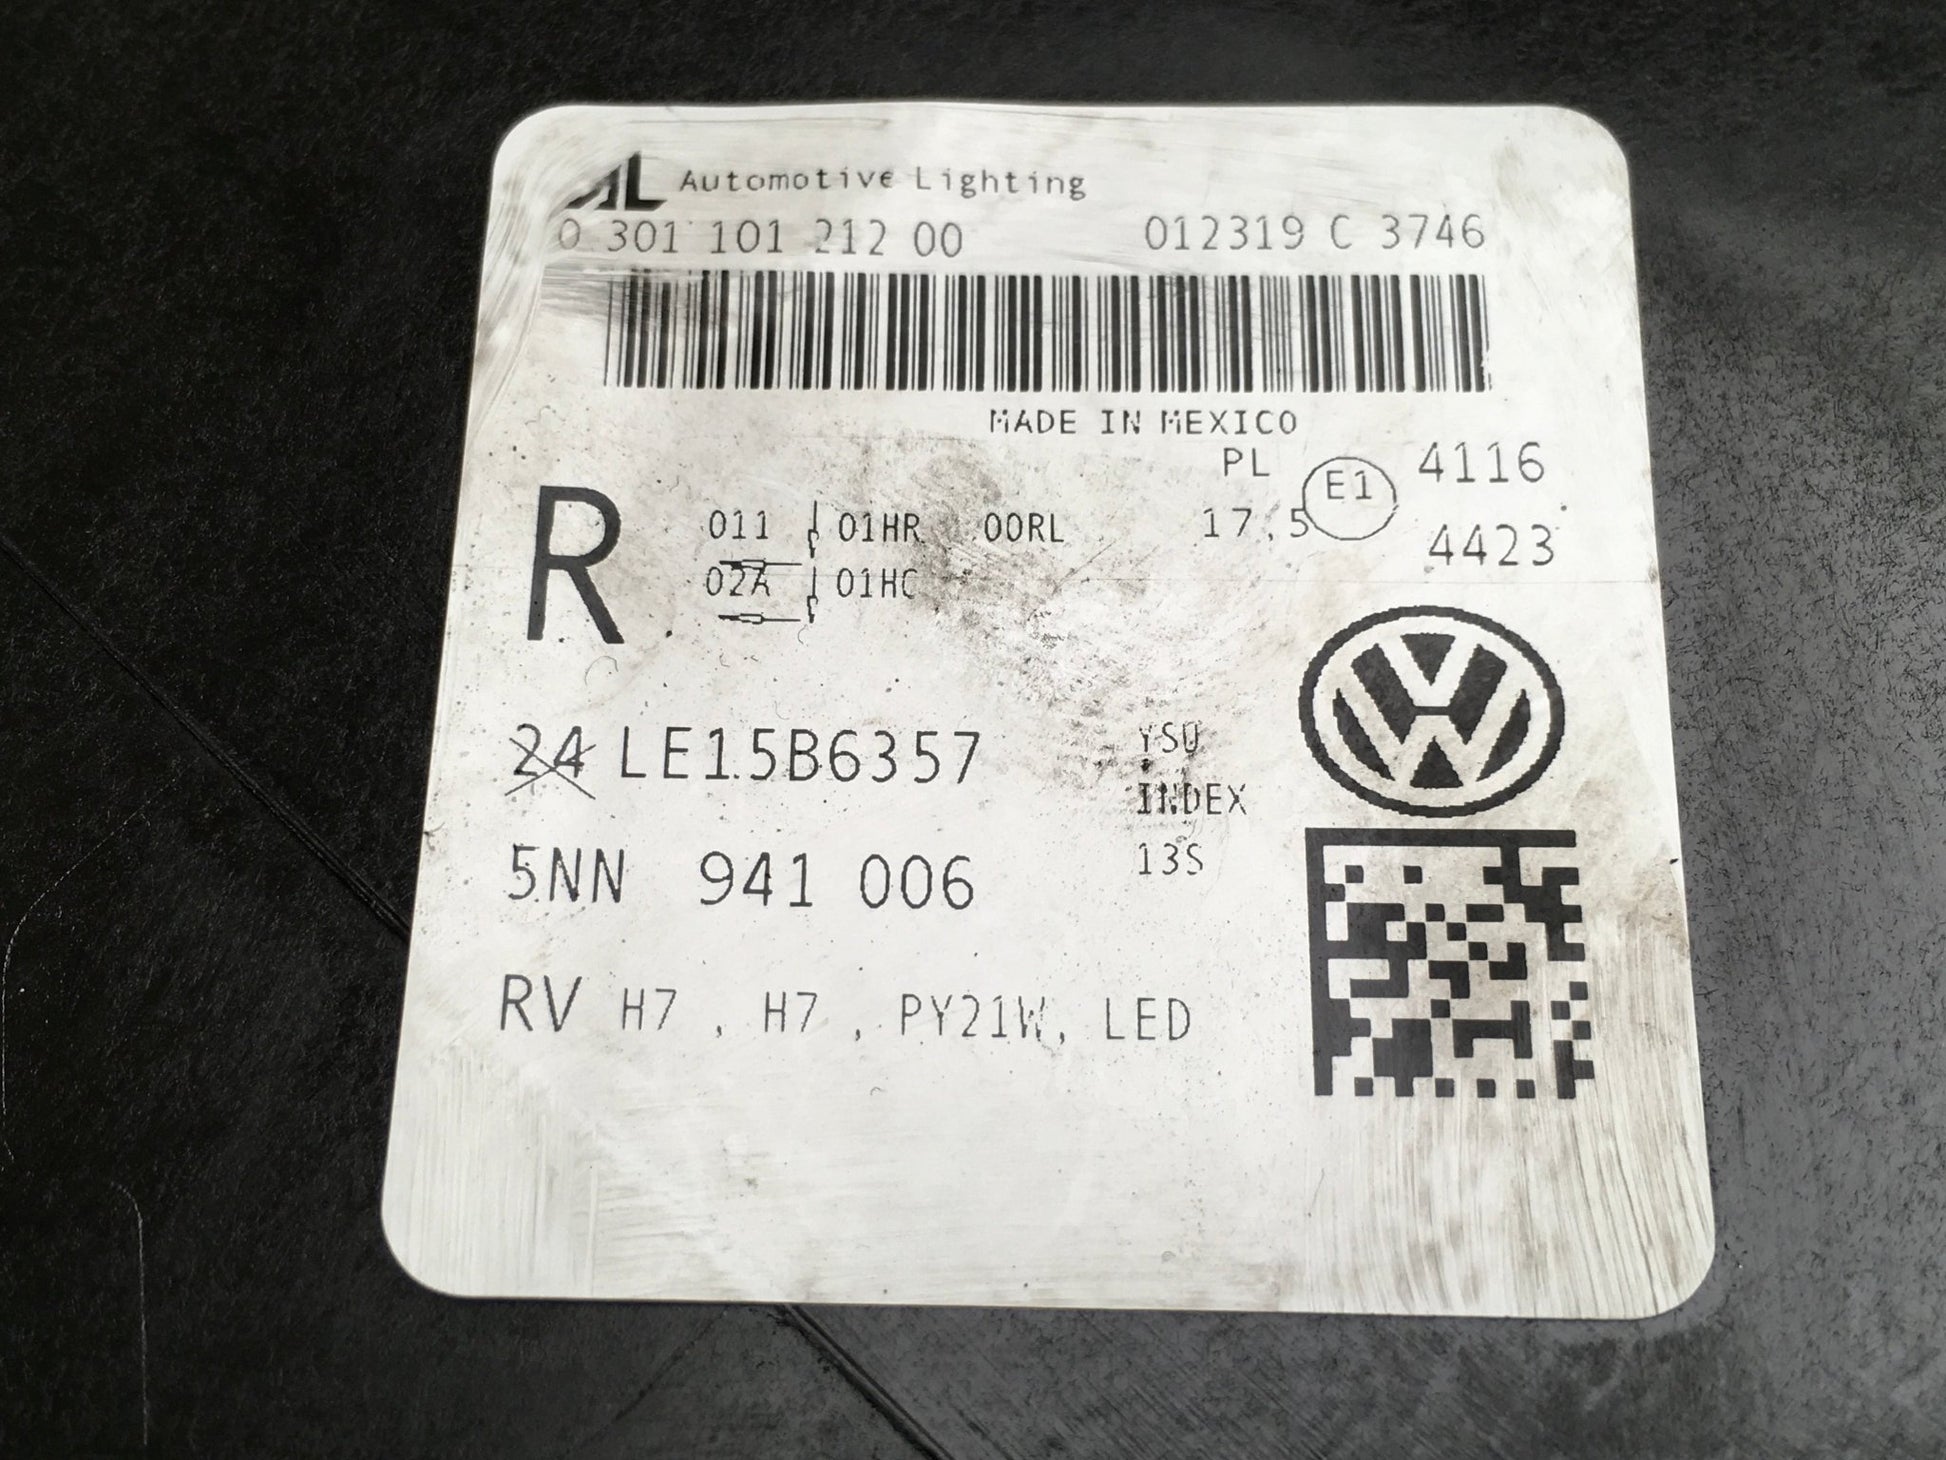 AL Automotive Lighting
0 301 101 212 00 012319 C 3746
MADE IN MEXICO
PL E1 4116
R 011 01HR 00RL 17.5 4423
02A 01HC
24 LE15B6357 YSU
INDEX
5NN 941 006 13S
RV H7 , H7 , PY21W, LED